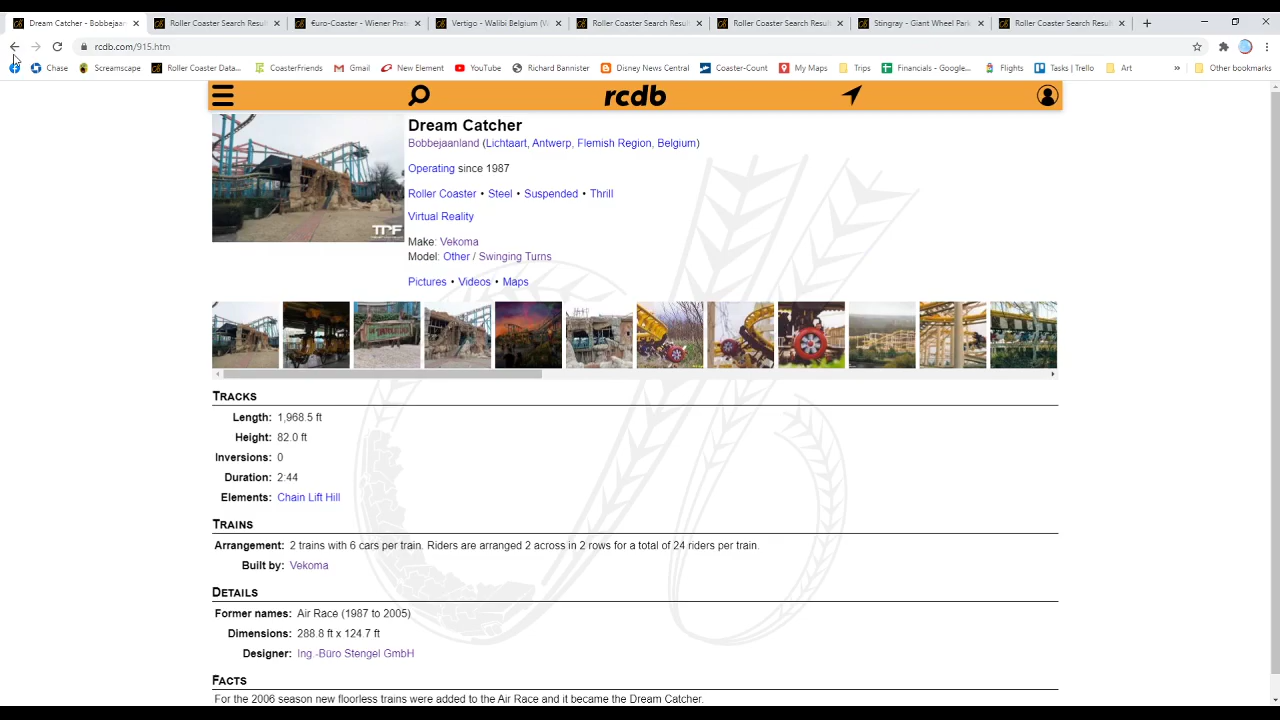 Dream Catcher - Bobbejaa
Roller Coaster Search Resul
€uro-Coaster - Wiener Prat
Vertigo - Walibi Belgium (W
Roller Coaster Search Result
Roller Coaster Search Result
Stingray - Giant Wheel Park
Roller Coaster Search Result
rcdb.com/915.htm
Chase
Screamscape
Roller Coaster Data...
CoasterFriends
Gmail
New Element
YouTube
Richard Bannister
Disney News Central
Coaster-Count
My Maps
Trips
Financials - Google...
Flights
Tasks | Trello
Art
»
Other bookmarks
rcdb
Dream Catcher
Bobbejaanland (Lichtaart, Antwerp, Flemish Region, Belgium)
Operating since 1987
Roller Coaster • Steel • Suspended • Thrill
Virtual Reality
Make: Vekoma
Model: Other / Swinging Turns
Pictures • Videos • Maps
TPF
TRACKS
Length: 1,968.5 ft
Height: 82.0 ft
Inversions: 0
Duration: 2:44
Elements: Chain Lift Hill
TRAINS
Arrangement: 2 trains with 6 cars per train. Riders are arranged 2 across in 2 rows for a total of 24 riders per train.
Built by: Vekoma
DETAILS
Former names: Air Race (1987 to 2005)
Dimensions: 288.8 ft x 124.7 ft
Designer: Ing.-Büro Stengel GmbH
FACTS
For the 2006 season new floorless trains were added to the Air Race and it became the Dream Catcher.